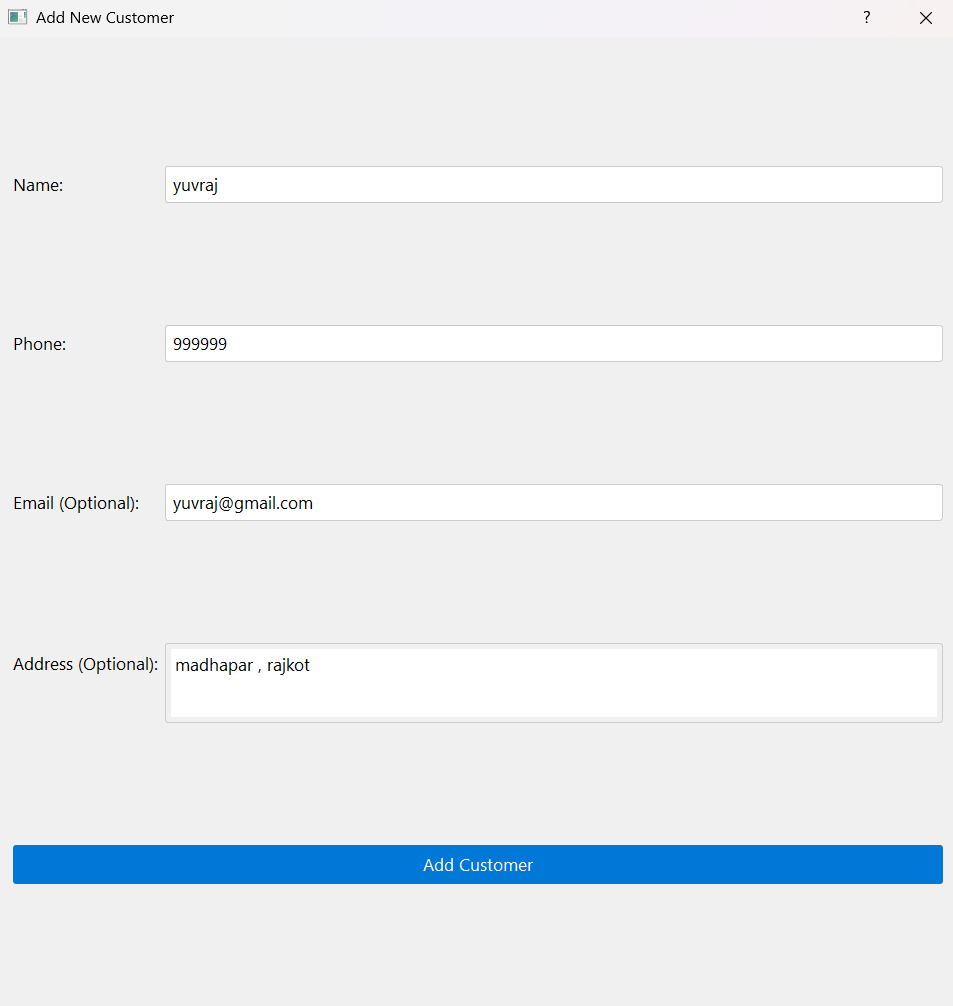 Add New Customer ?
Name: yuvraj
Phone: 999999
Email (Optional): yuvraj@gmail.com
Address (Optional): madhapar , rajkot
Add Customer